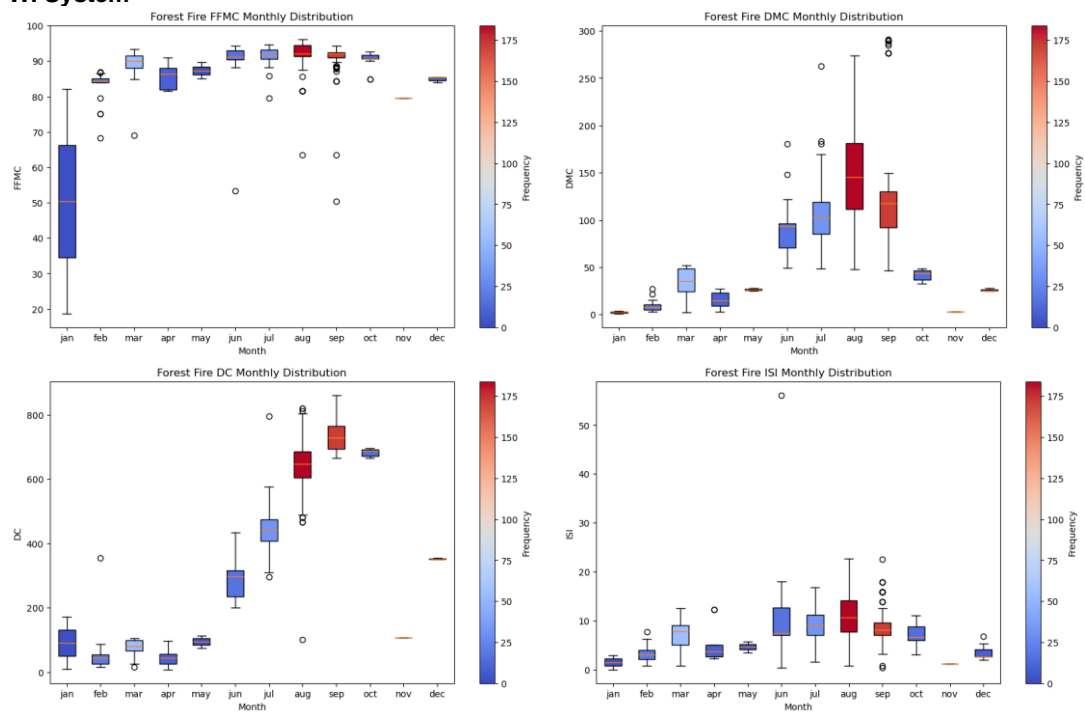 Forest Fire FFMC Monthly Distribution
100
90
80
70
60
50
40
30
20
FFMC
jan feb mar apr may jun jul aug sep oct nov dec
Month
175
150
125
100
75
50
25
0
Frequency
Forest Fire DMC Monthly Distribution
300
250
200
150
100
50
0
DMC
jan feb mar apr may jun jul aug sep oct nov dec
Month
175
150
125
100
75
50
25
0
Frequency
Forest Fire DC Monthly Distribution
800
600
400
200
0
DC
jan feb mar apr may jun jul aug sep oct nov dec
Month
175
150
125
100
75
50
25
0
Frequency
Forest Fire ISI Monthly Distribution
50
40
30
20
10
0
ISI
jan feb mar apr may jun jul aug sep oct nov dec
Month
175
150
125
100
75
50
25
0
Frequency